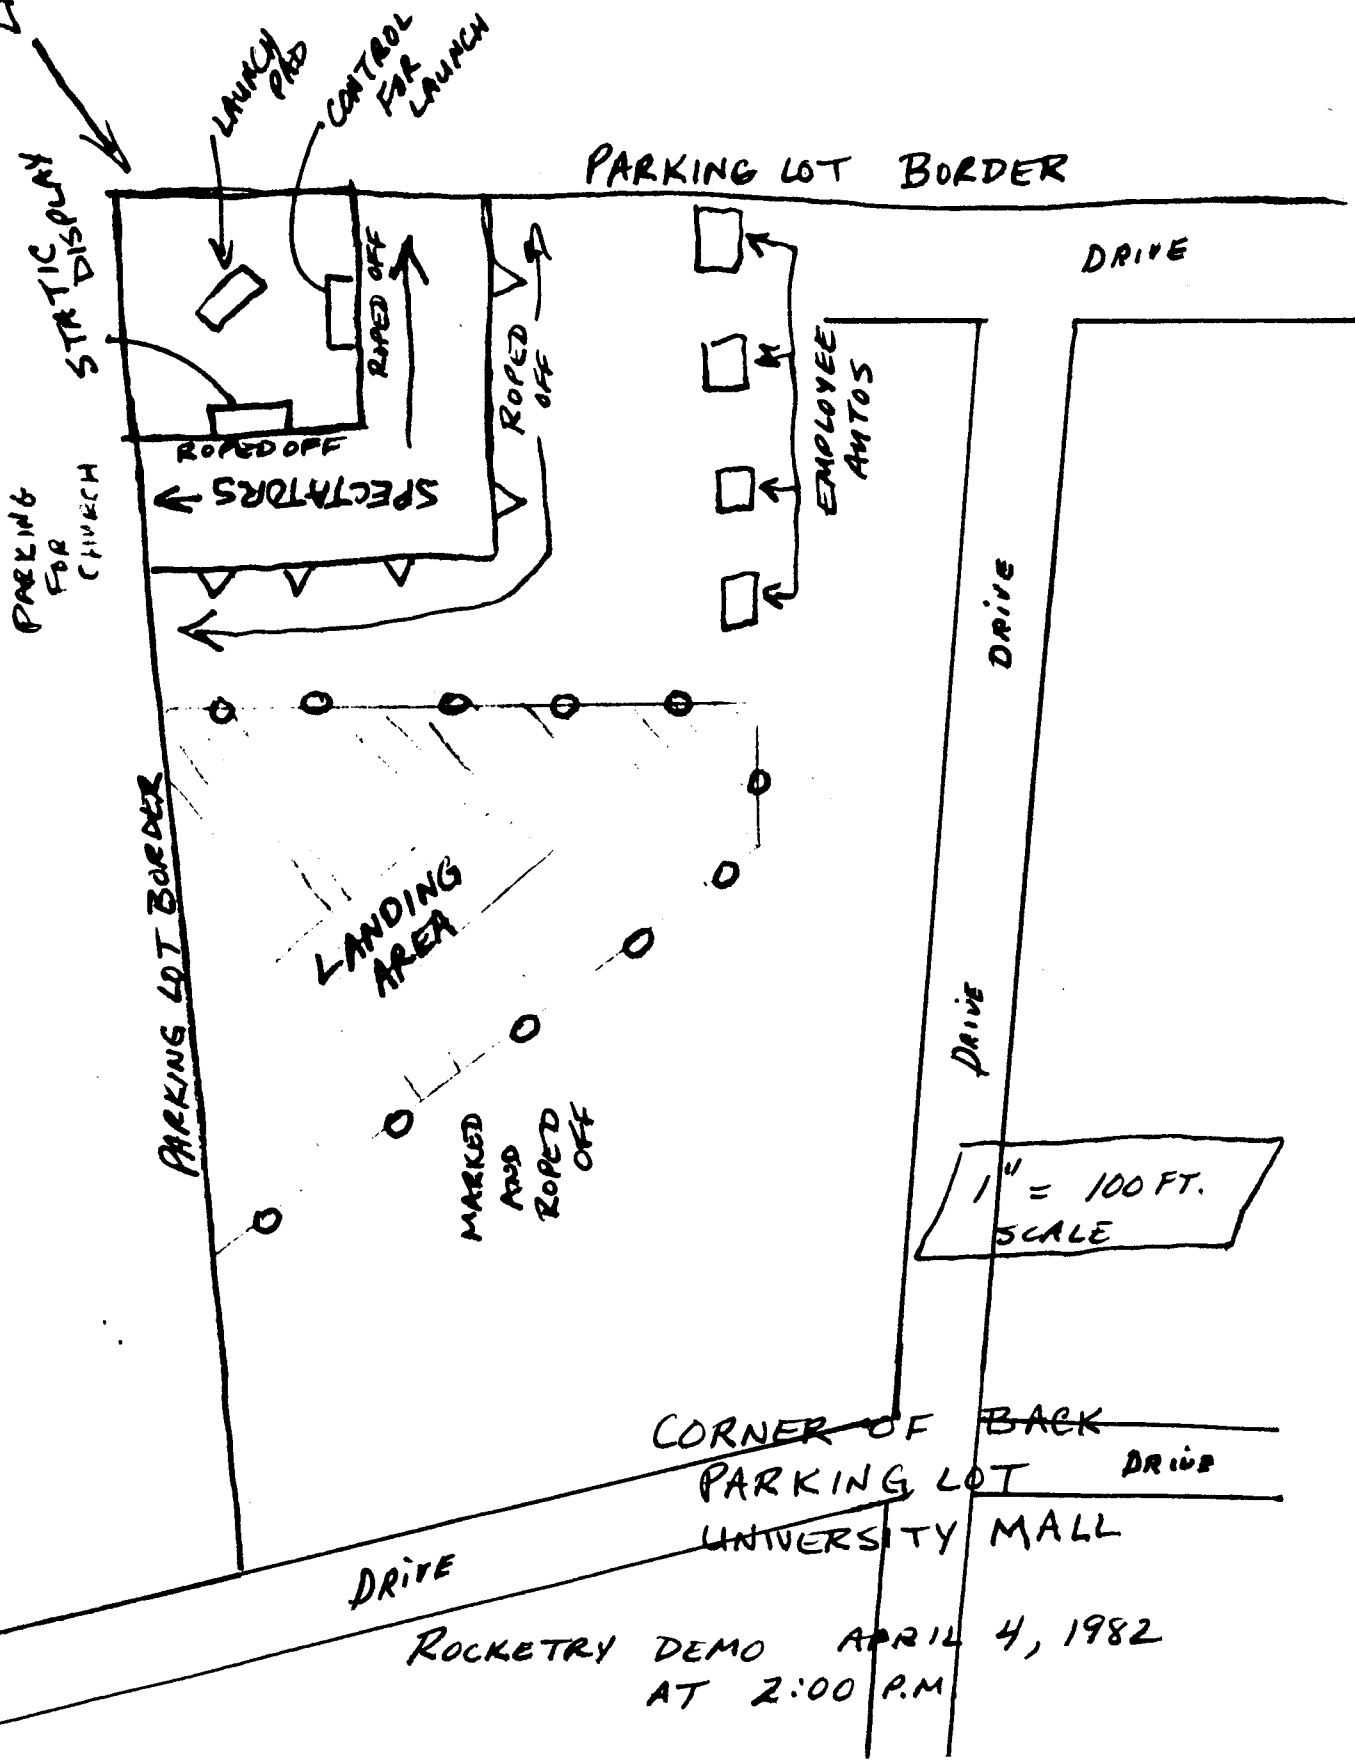 LAUNCH
PAD
CONTROL
FOR
LAUNCH
PARKING LOT BORDER
STATIC
DISPLAY
DRIVE
ROPED OFF
ROPED
OFF
EMPLOYEE
AUTOS
ROPED OFF
SPECTATORS
PARKING
FOR
CHURCH
DRIVE
PARKING LOT BORDER
LANDING
AREA
DRIVE
MARKED
AND
ROPED
OFF
1" = 100 FT.
SCALE
CORNER OF BACK
PARKING LOT
UNIVERSITY MALL
DRIVE
DRIVE
ROCKETRY DEMO APRIL 4, 1982
AT 2:00 P.M